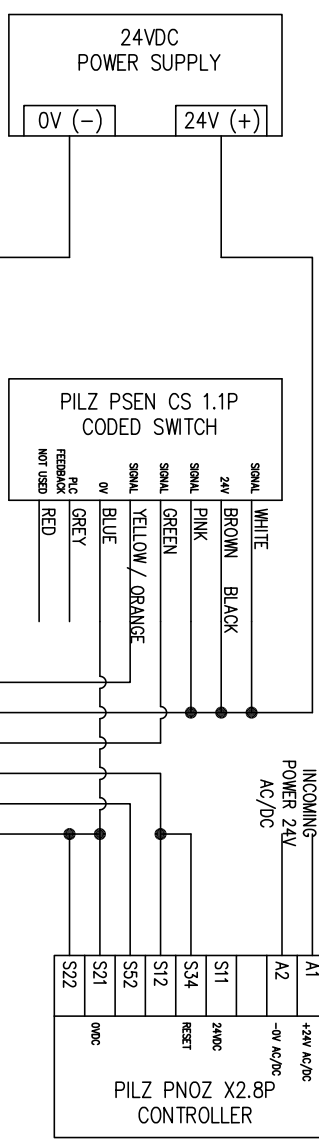 24VDC
POWER SUPPLY
0V (-)
24V (+)
PILZ PSEN CS 1.1P
CODED SWITCH
NOT USED
PLC
FEEDBACK
0V
SIGNAL
SIGNAL
SIGNAL
24V
SIGNAL
RED
GREY
BLUE
YELLOW / ORANGE
GREEN
PINK
BROWN BLACK
WHITE
INCOMING
POWER 24V
AC/DC
S22
S21
S52
S12
S34
S11
A2
A1
0VDC
RESET
24VDC
-0V AC/DC
+24V AC/DC
PILZ PNOZ X2.8P
CONTROLLER